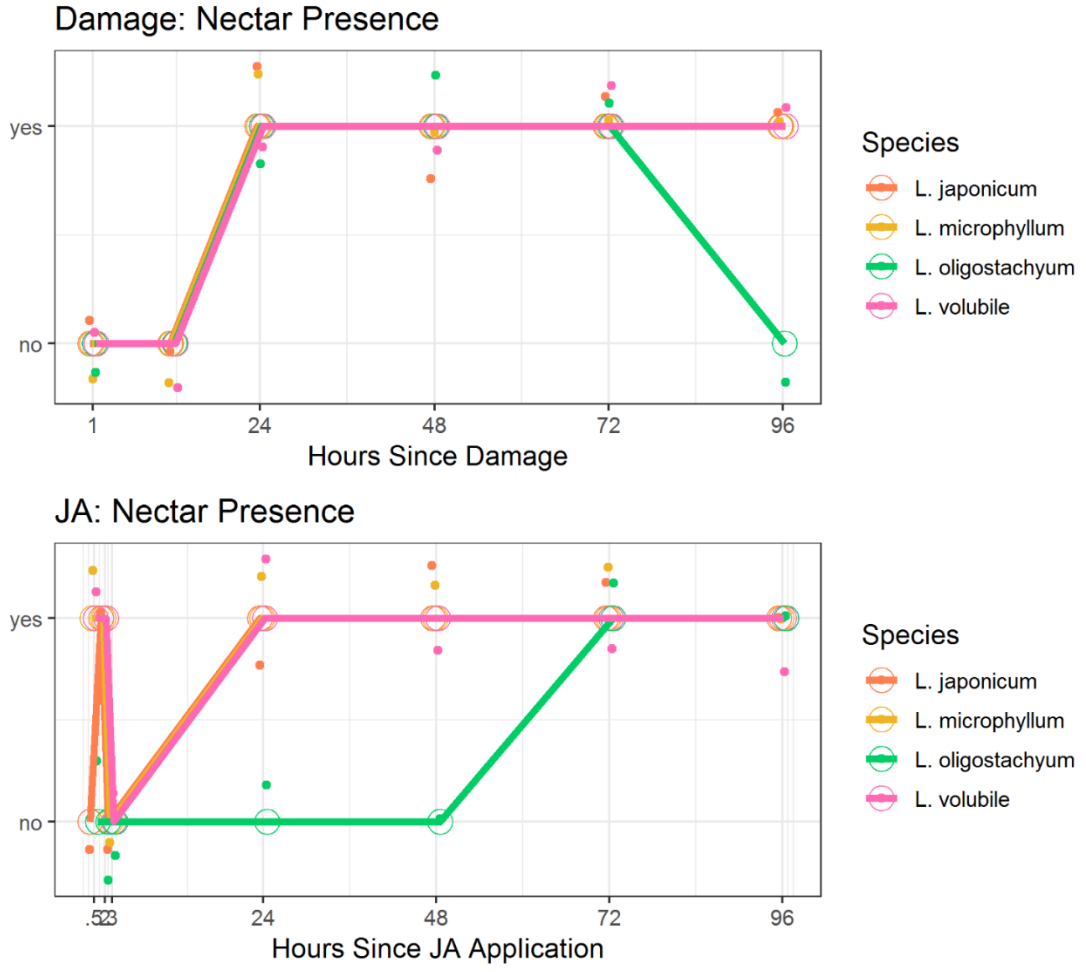 Damage: Nectar Presence
yes
no
1 24 48 72 96
Hours Since Damage
Species
L. japonicum
L. microphyllum
L. oligostachyum
L. volubile
JA: Nectar Presence
yes
no
24 48 72 96
Hours Since JA Application
Species
L. japonicum
L. microphyllum
L. oligostachyum
L. volubile